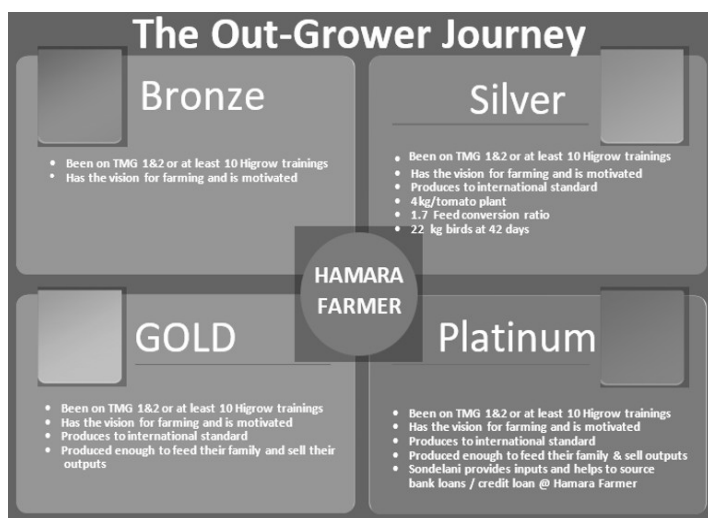 The Out-Grower Journey
Bronze
• Been on TMG 1&2 or at least 10 Higrow trainings
• Has the vision for farming and is motivated
Silver
• Been on TMG 1&2 or at least 10 Higrow trainings
• Has the vision for farming and is motivated
• Produces to international standard
• 4kg/tomato plant
• 1.7 Feed conversion ratio
• 22 kg birds at 42 days
HAMARA
FARMER
GOLD
• Been on TMG 1&2 or at least 10 Higrow trainings
• Has the vision for farming and is motivated
• Produces to international standard
• Produced enough to feed their family and sell their
outputs
Platinum
• Been on TMG 1&2 or at least 10 Higrow trainings
• Has the vision for farming and is motivated
• Produces to international standard
• Produced enough to feed their family & sell outputs
• Sondelani provides inputs and helps to source
bank loans / credit loan @ Hamara Farmer